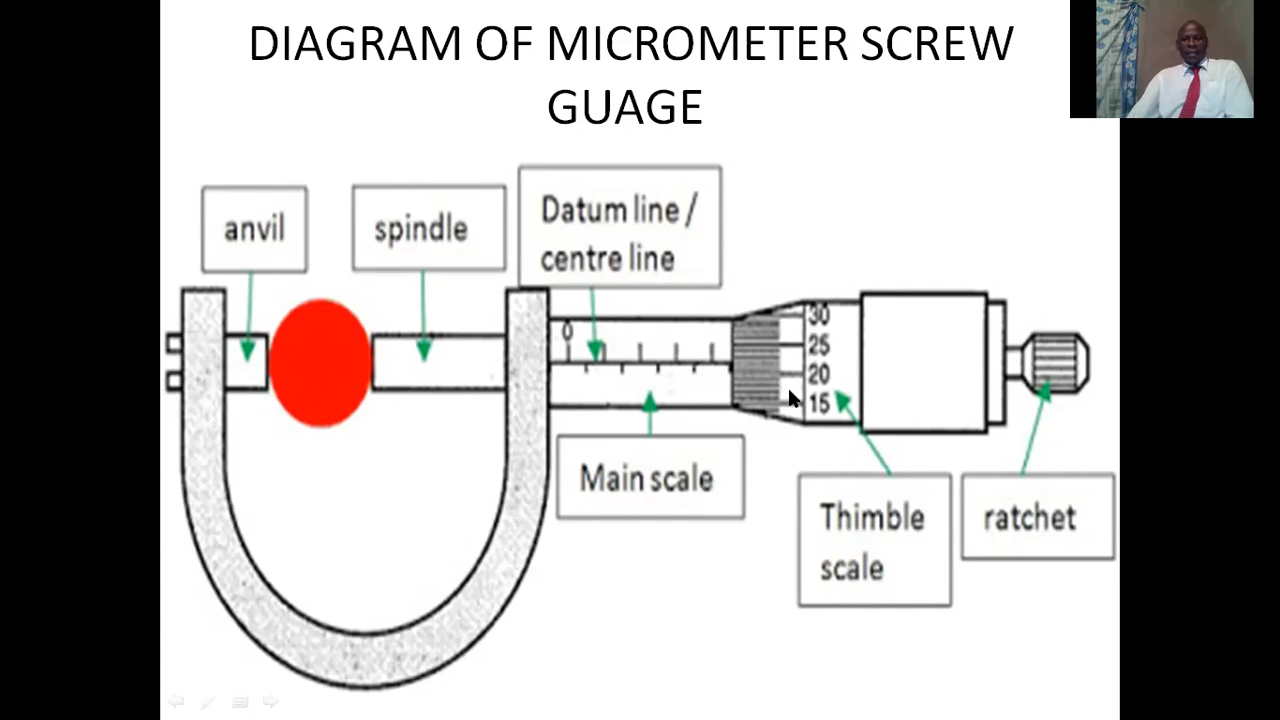 DIAGRAM OF MICROMETER SCREW
GUAGE
anvil
spindle
Datum line /
centre line
0
30
25
20
15
Main scale
Thimble
scale
ratchet